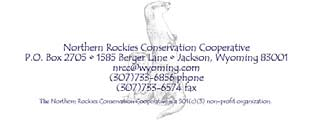 Northern Rockies Conservation Cooperative
P.O. Box 2705 ❖ 1585 Berger Lane ❖ Jackson, Wyoming 83001
nrcc@wyoming.com
(307)733-6856 phone
(307)733-6574 fax
The Northern Rockies Conservation Cooperative is a 501(c)(3) non-profit organization.